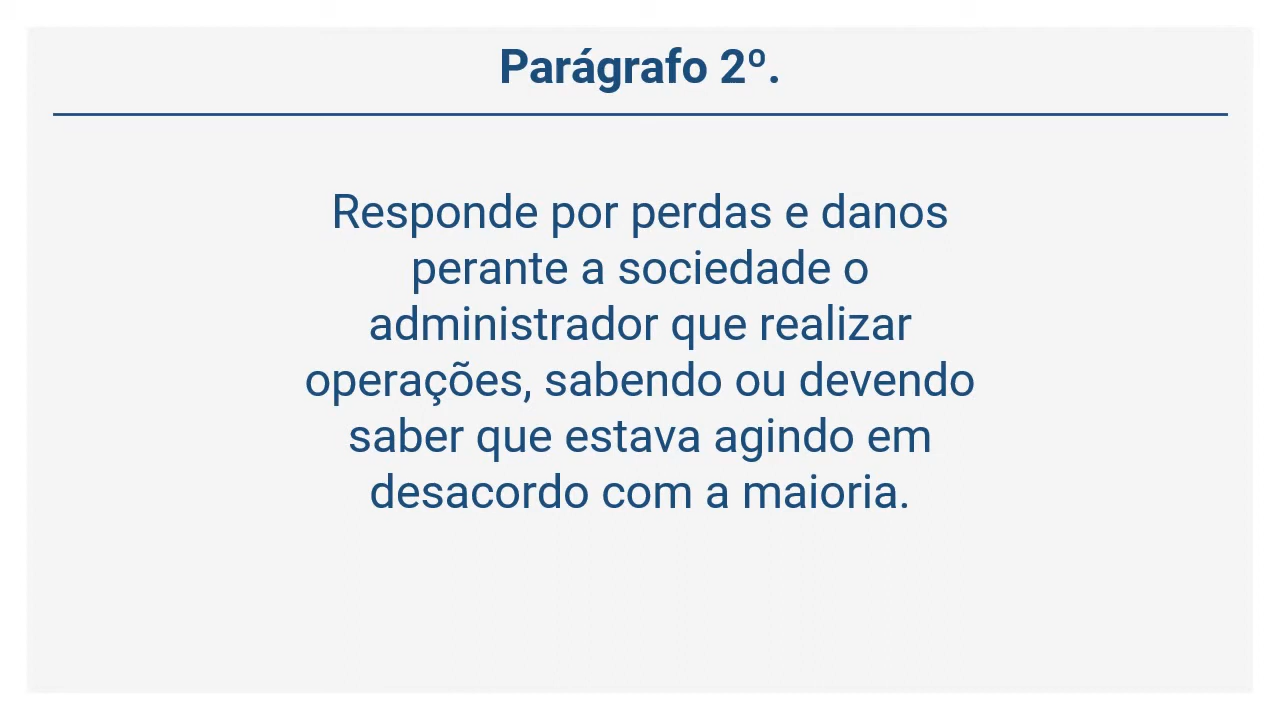 Parágrafo 2º.
Responde por perdas e danos
perante a sociedade o
administrador que realizar
operações, sabendo ou devendo
saber que estava agindo em
desacordo com a maioria.